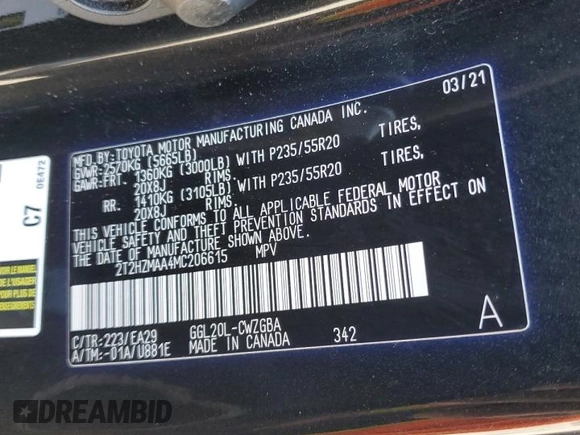 03/21
MFD.BY:TOYOTA MOTOR MANUFACTURING CANADA INC.
GVWR:2570KG (5665LB)
GAWR:FRT. 1360KG (3000LB) WITH P235/55R20 TIRES,
20X8J RIMS.
RR. 1410KG (3105LB) WITH P235/55R20 TIRES,
20X8J RIMS.
THIS VEHICLE CONFORMS TO ALL APPLICABLE FEDERAL MOTOR
VEHICLE SAFETY AND THEFT PREVENTION STANDARDS IN EFFECT ON
THE DATE OF MANUFACTURE SHOWN ABOVE.
2T2HZMAA4MC206615 MPV
C/TR:223/EA29 GGL20L-CWZGBA
A/TM:-01A/U881E MADE IN CANADA 342 A
C7
0E472
DREAMBID